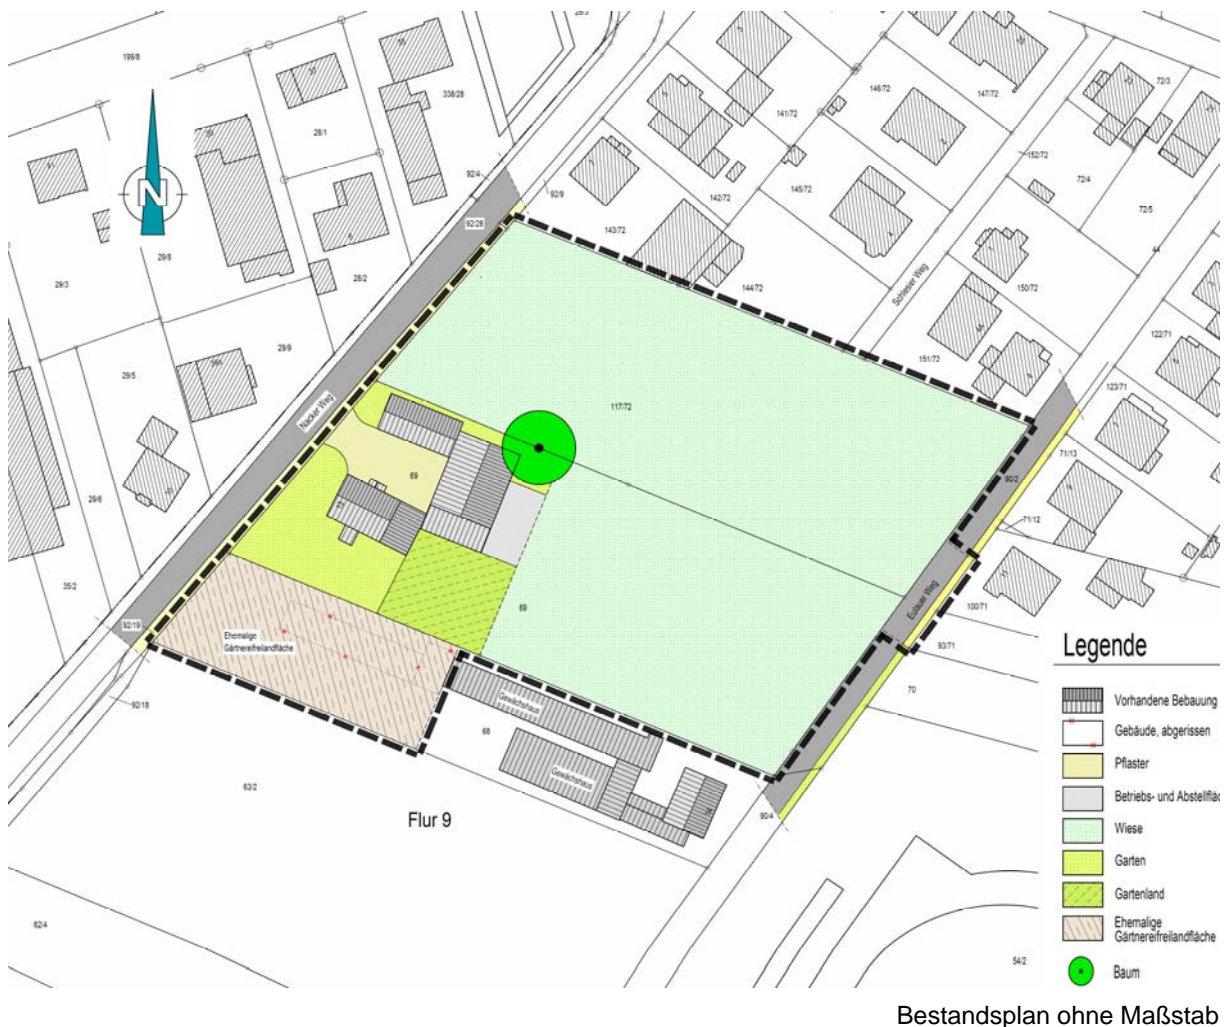 199/8
338/28
28/1
N
29/8
29/3
28/2
29/9
29/5
29/6
35/2
92/4
92/28
92/9
141/72
146/72
147/72
72/3
152/72
72/4
72/5
142/72
145/72
143/72
144/72
Schleser Weg
150/72
44
151/72
122/71
123/71
Nacker Weg
117/72
69
71/13
90/2
71/12
Eulauer Weg
100/71
93/71
70
69
92/19
Ehemalige
Gärtnereifreilandfläche
92/18
Gewächshaus
68
Gewächshaus
63/2
Flur 9
90/4
62/4
54/2
Legende
Vorhandene Bebauung
Gebäude, abgerissen
Pflaster
Betriebs- und Abstellfläc
Wiese
Garten
Gartenland
Ehemalige
Gärtnereifreilandfläche
Baum
Bestandsplan ohne Maßstab